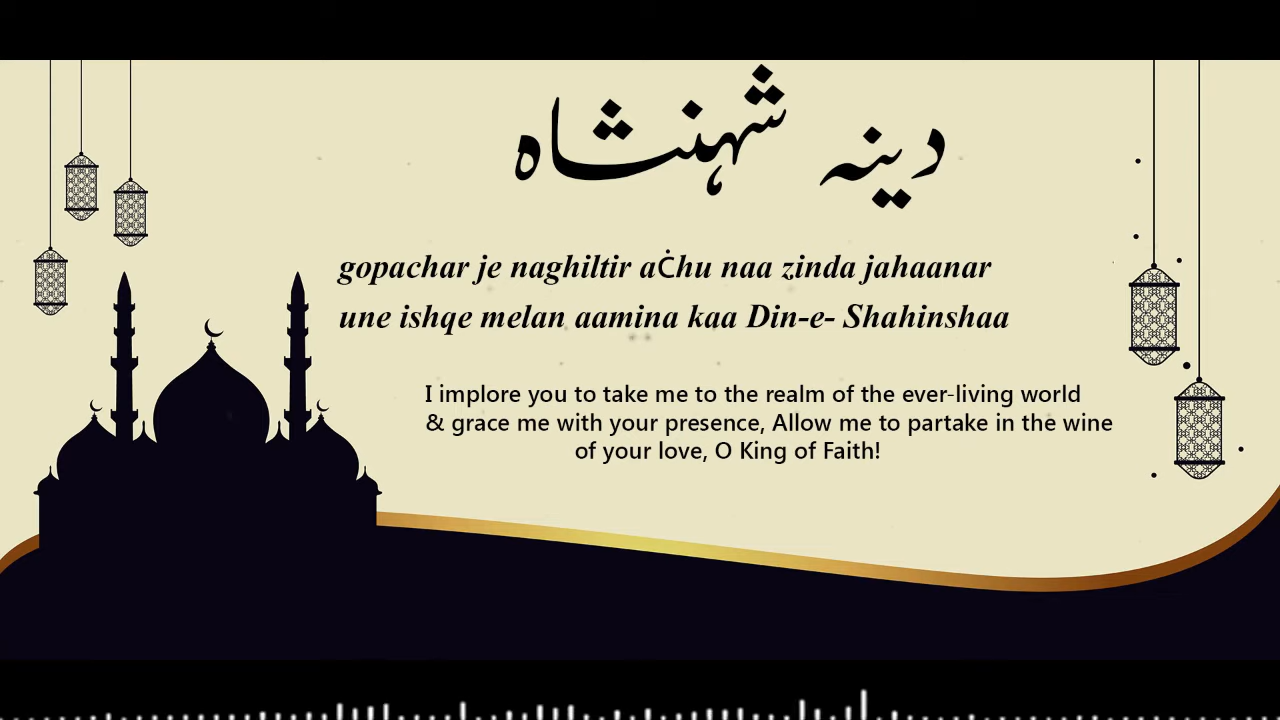 دینہ شہنشاہ
gopachar je naghiltir aĊhu naa zinda jahaanar
une ishqe melan aamina kaa Din-e- Shahinshaa
I implore you to take me to the realm of the ever-living world
& grace me with your presence, Allow me to partake in the wine
of your love, O King of Faith!